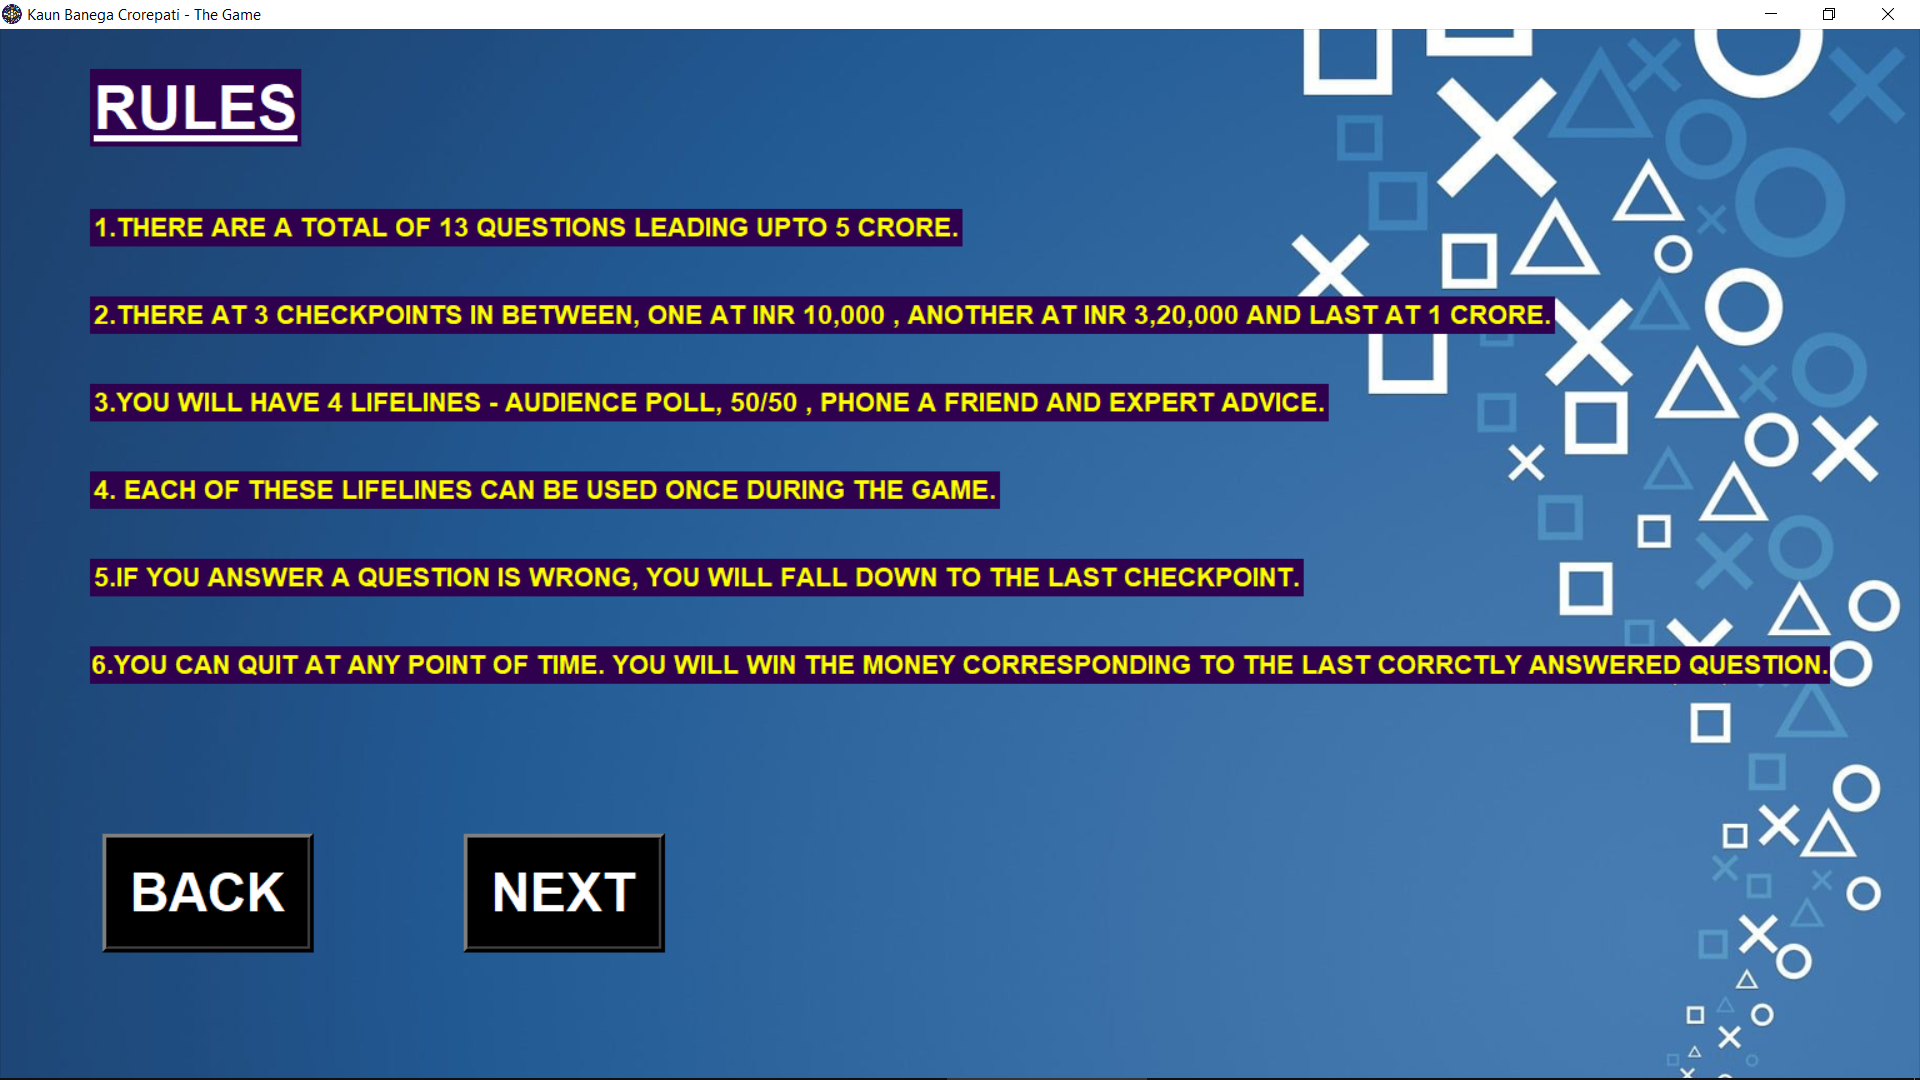 Kaun Banega Crorepati - The Game
RULES
1.THERE ARE A TOTAL OF 13 QUESTIONS LEADING UPTO 5 CRORE.
2.THERE AT 3 CHECKPOINTS IN BETWEEN, ONE AT INR 10,000 , ANOTHER AT INR 3,20,000 AND LAST AT 1 CRORE.
3.YOU WILL HAVE 4 LIFELINES - AUDIENCE POLL, 50/50 , PHONE A FRIEND AND EXPERT ADVICE.
4. EACH OF THESE LIFELINES CAN BE USED ONCE DURING THE GAME.
5.IF YOU ANSWER A QUESTION IS WRONG, YOU WILL FALL DOWN TO THE LAST CHECKPOINT.
6.YOU CAN QUIT AT ANY POINT OF TIME. YOU WILL WIN THE MONEY CORRESPONDING TO THE LAST CORRCTLY ANSWERED QUESTION.
BACK NEXT